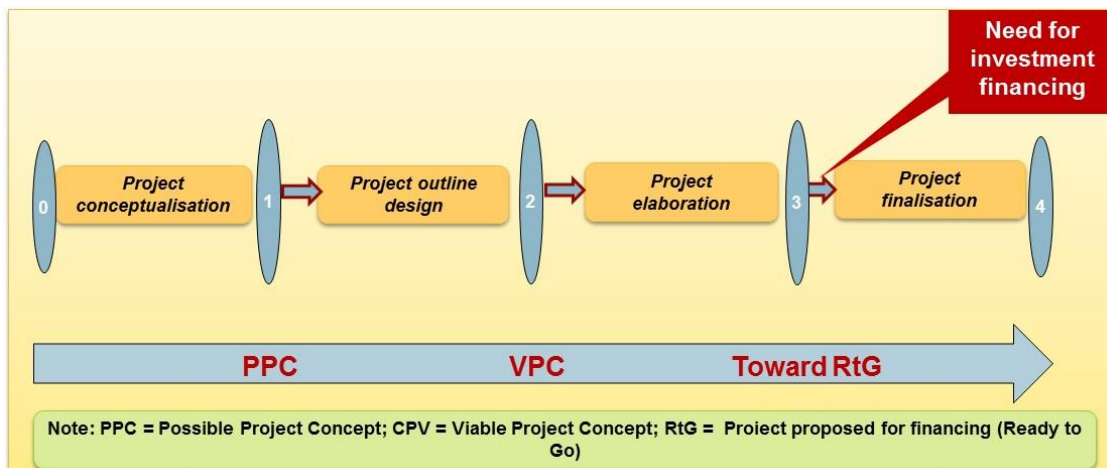 Need for
investment
financing
0
Project
conceptualisation
1
Project outline
design
2
Project
elaboration
3
Project
finalisation
4
PPC
VPC
Toward RtG
Note: PPC = Possible Project Concept; CPV = Viable Project Concept; RtG = Project proposed for financing (Ready to
Go)